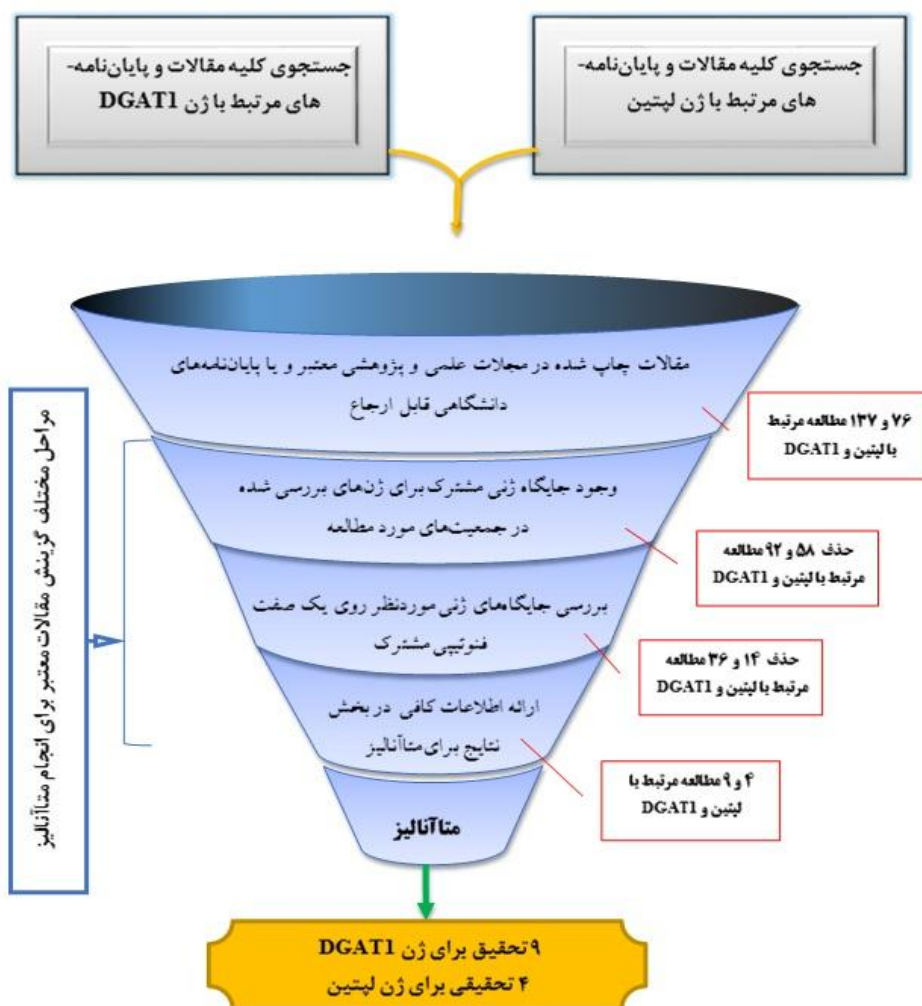 جستجوی کلیه مقالات و پایان‌نامه-
های مرتبط با ژن لپتین
جستجوی کلیه مقالات و پایان‌نامه-
های مرتبط با ژن DGAT1
مقالات چاپ شده در مجلات علمی و پژوهشی معتبر و یا پایان‌نامه‌های
دانشگاهی قابل ارجاع
۷۶ و ۱۳۷ مطالعه مرتبط
با لپتین و DGAT1
وجود جایگاه ژنی مشترک برای ژن‌های بررسی شده
در جمعیت‌های مورد مطالعه
حذف ۵۸ و ۹۲ مطالعه
مرتبط با لپتین و DGAT1
بررسی جایگاه‌های ژنی موردنظر روی یک صفت
فنوتیپی مشترک
حذف ۱۴ و ۳۶ مطالعه
مرتبط با لپتین و DGAT1
ارائه اطلاعات کافی در بخش
نتایج برای متاآنالیز
۴ و ۹ مطالعه مرتبط با
لپتین و DGAT1
متاآنالیز
مراحل مختلف گزینش مقالات معتبر برای انجام متاآنالیز
۹ تحقیق برای ژن DGAT1
۴ تحقیقی برای ژن لپتین